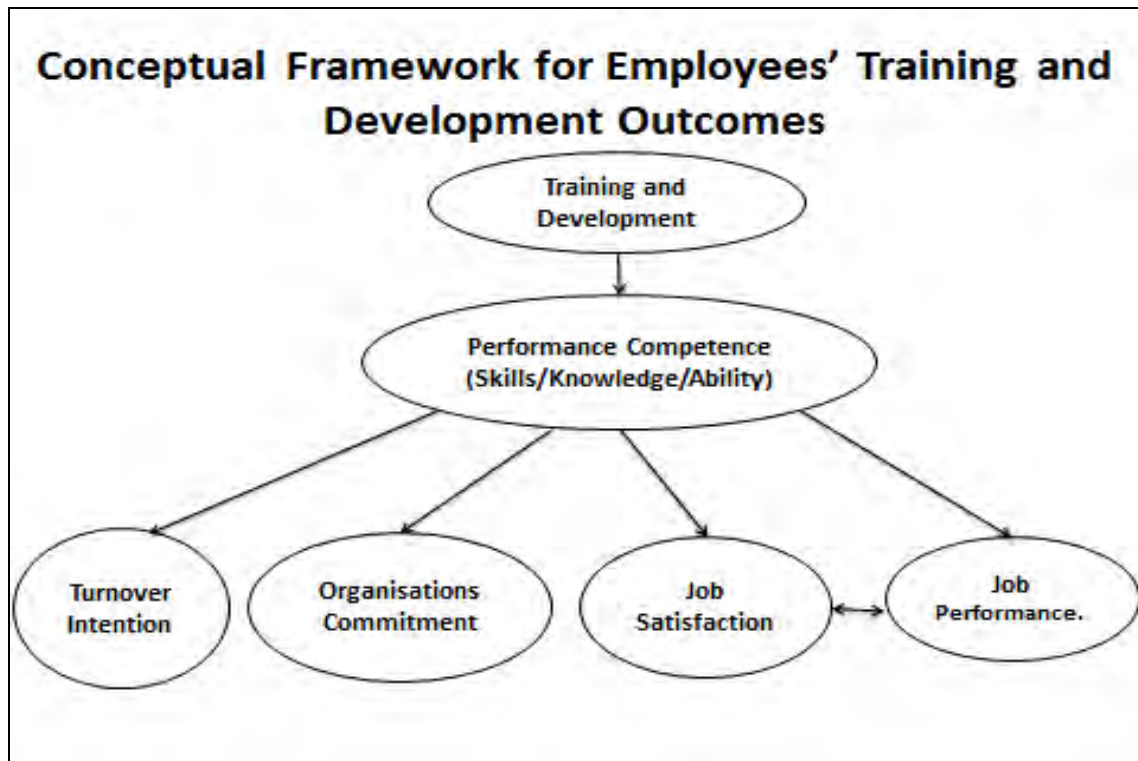 Conceptual Framework for Employees’ Training and
Development Outcomes
Training and
Development
Performance Competence
(Skills/Knowledge/Ability)
Turnover
Intention
Organisations
Commitment
Job
Satisfaction
Job
Performance.